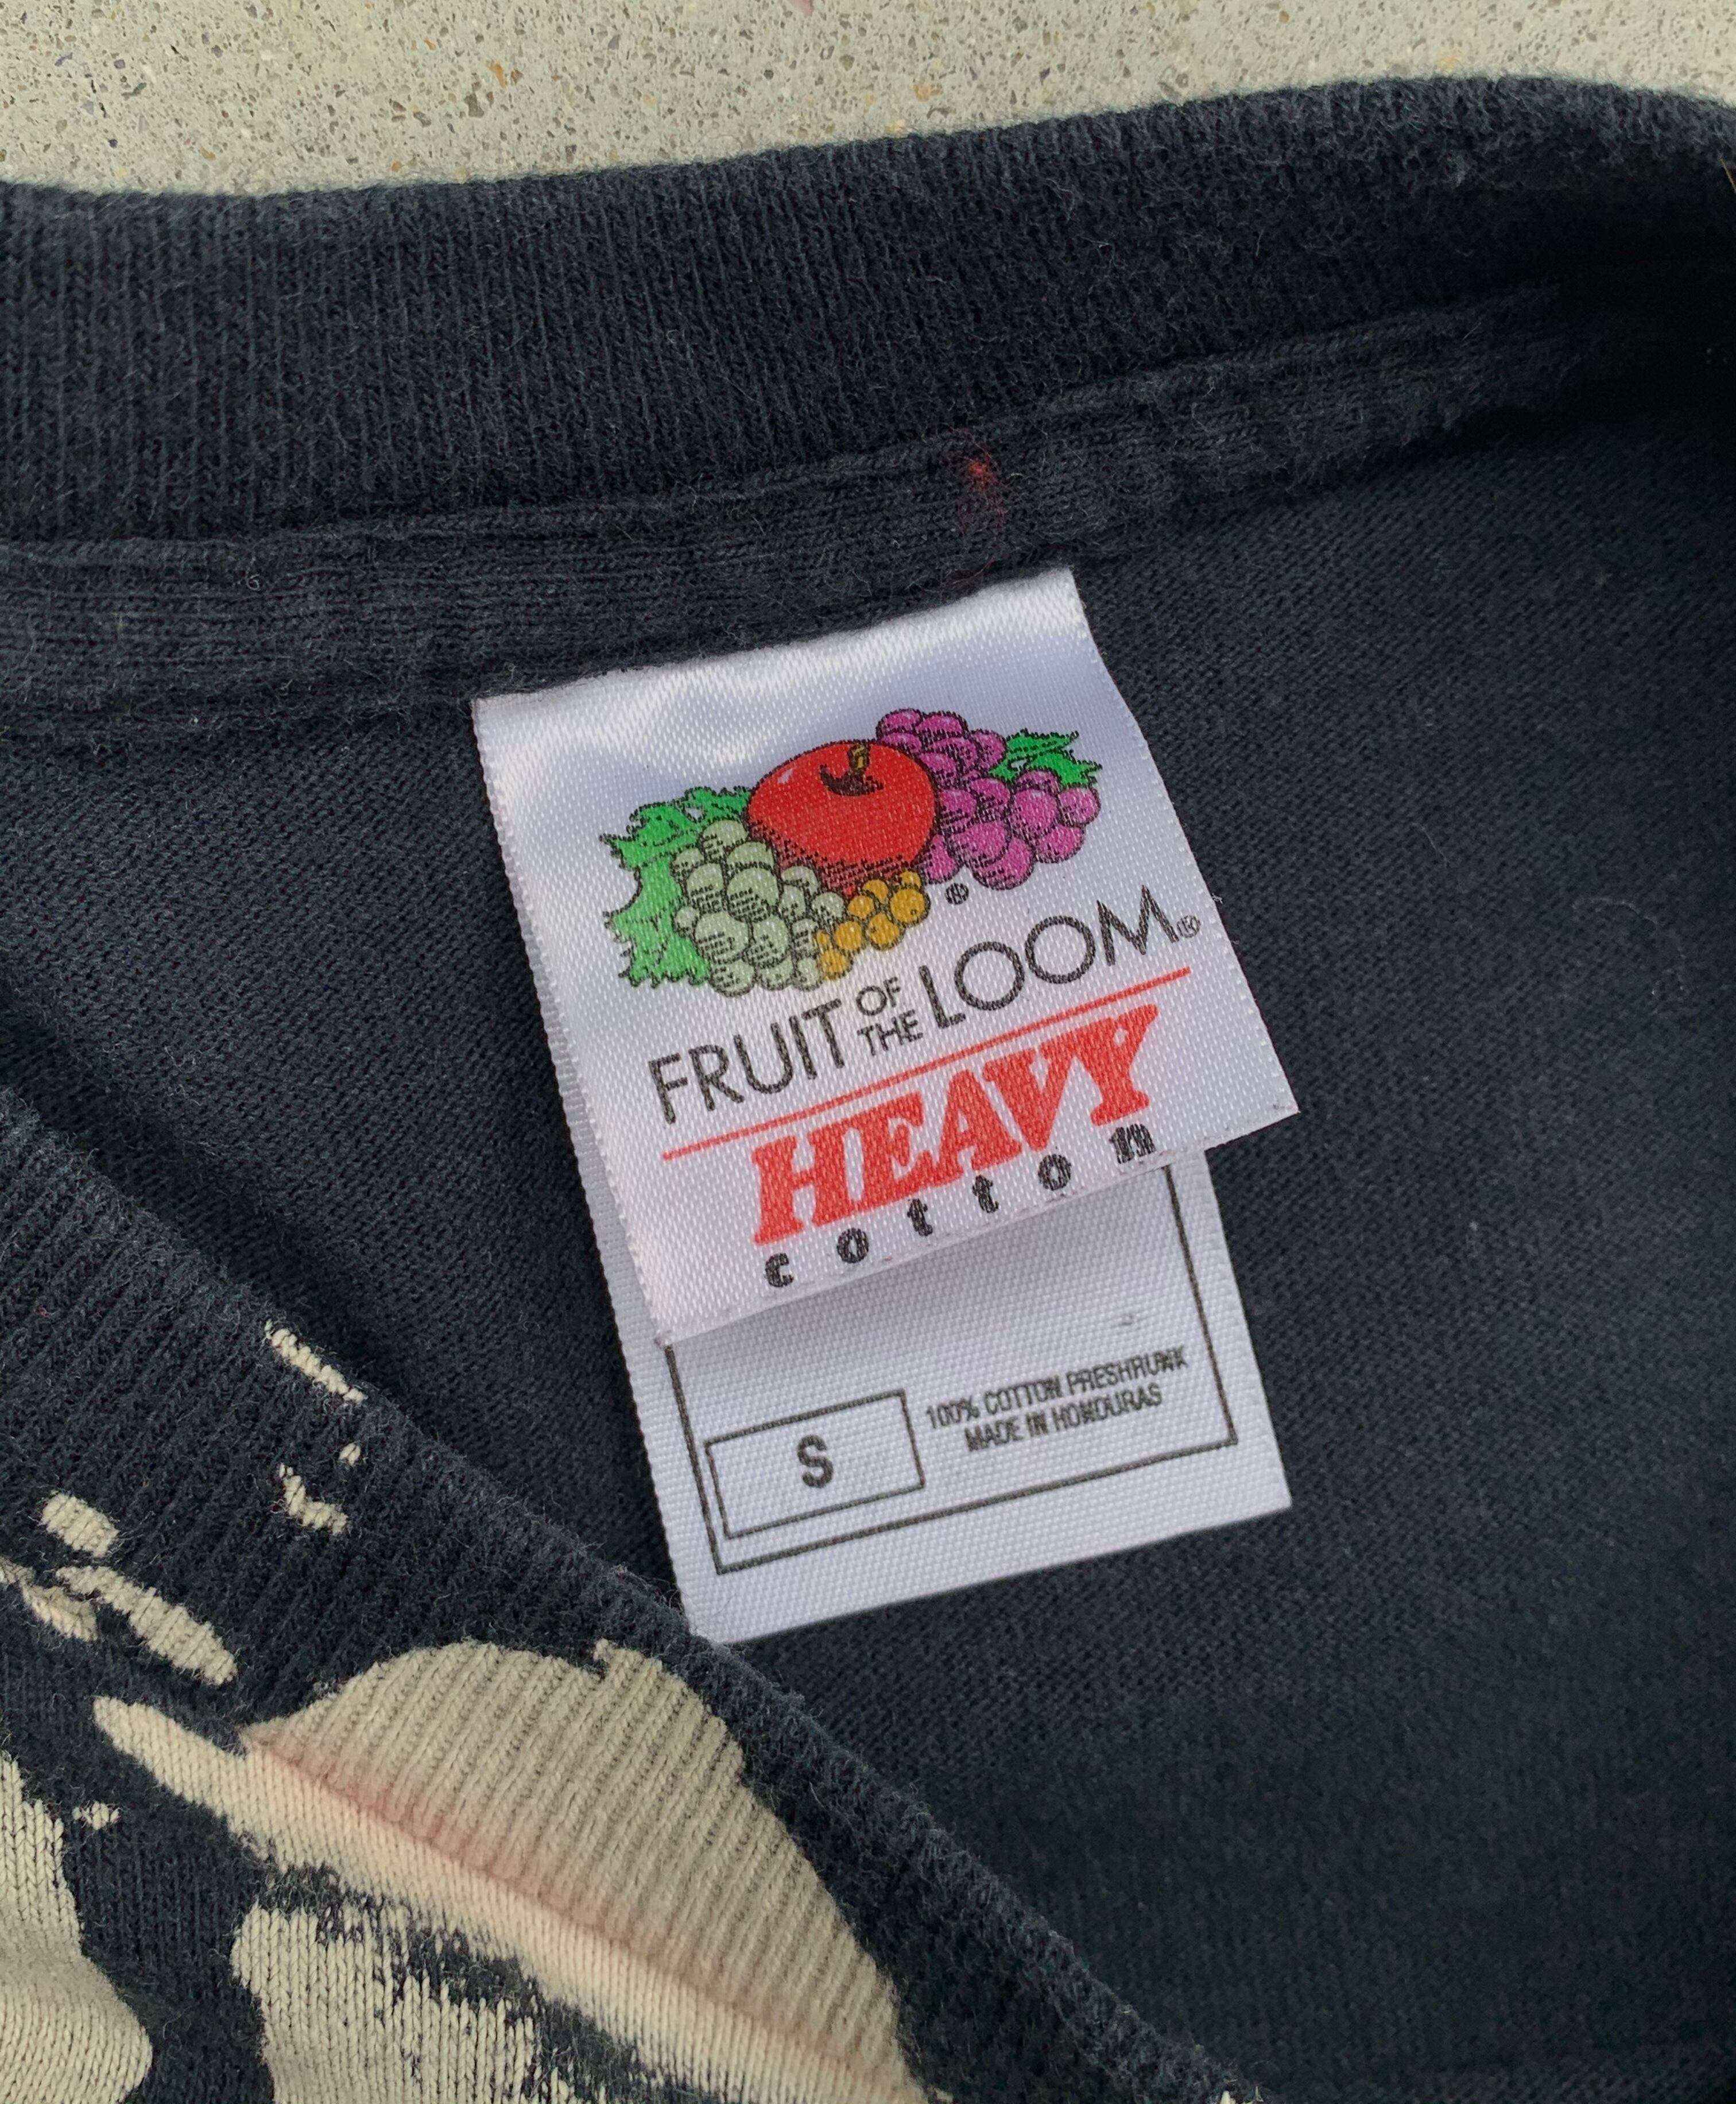 FRUIT OF THE LOOM®
HEAVY
cotton
S
100% COTTON PRESHRUNK
MADE IN HONDURAS